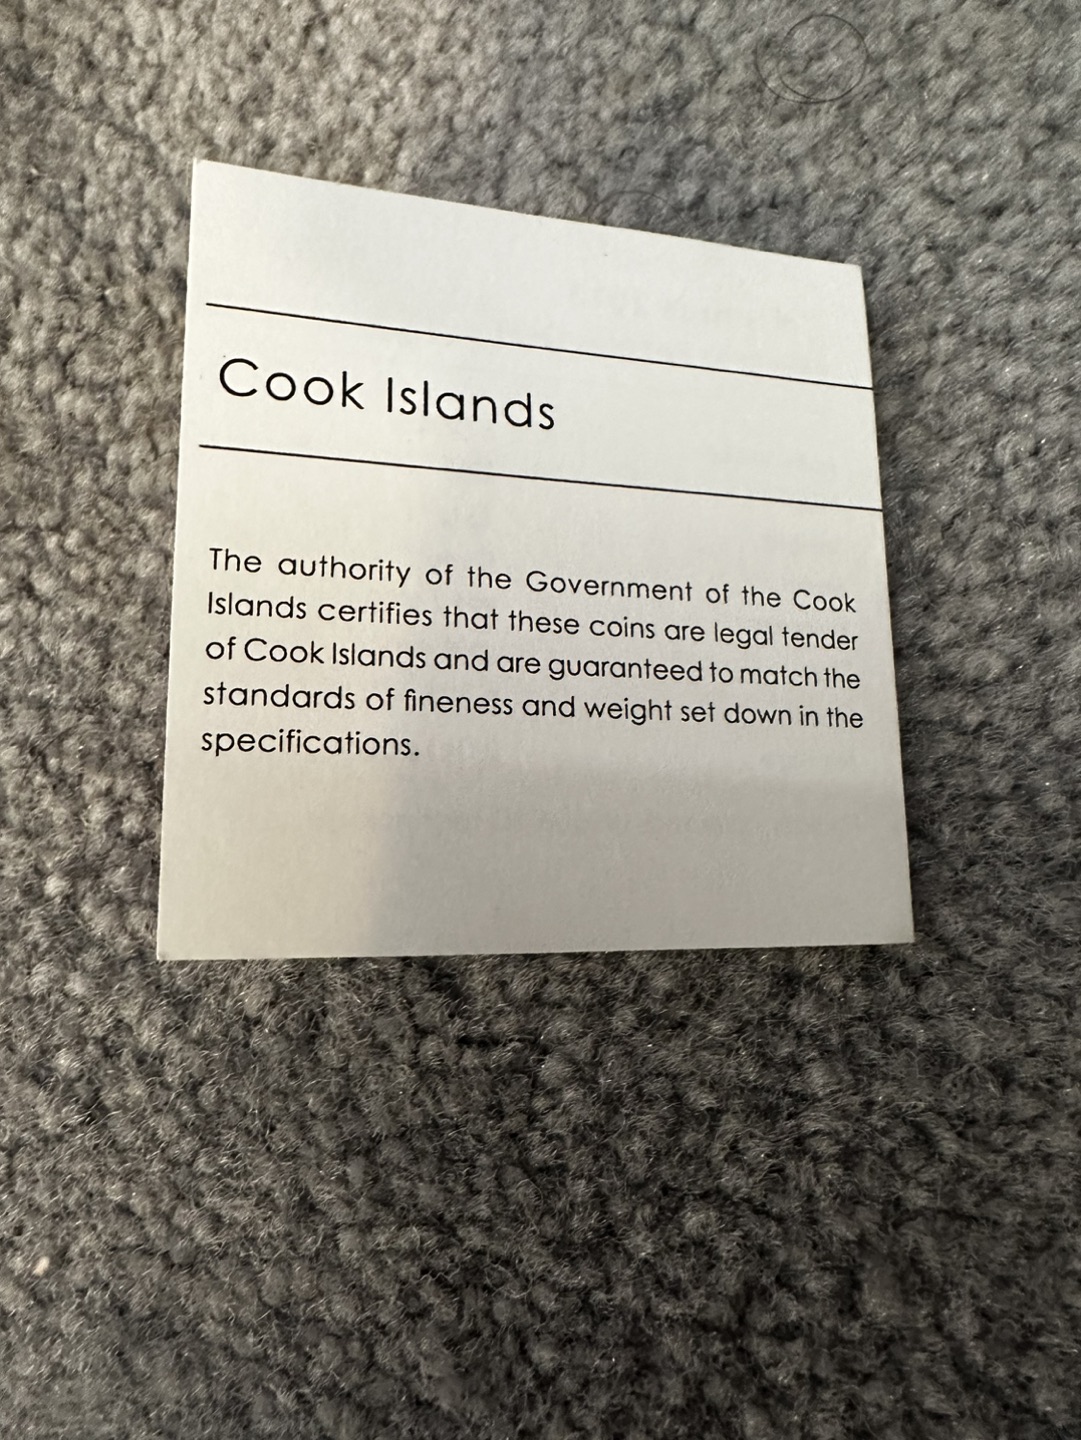 Cook Islands
The authority of the Government of the Cook
Islands certifies that these coins are legal tender
of Cook Islands and are guaranteed to match the
standards of fineness and weight set down in the
specifications.